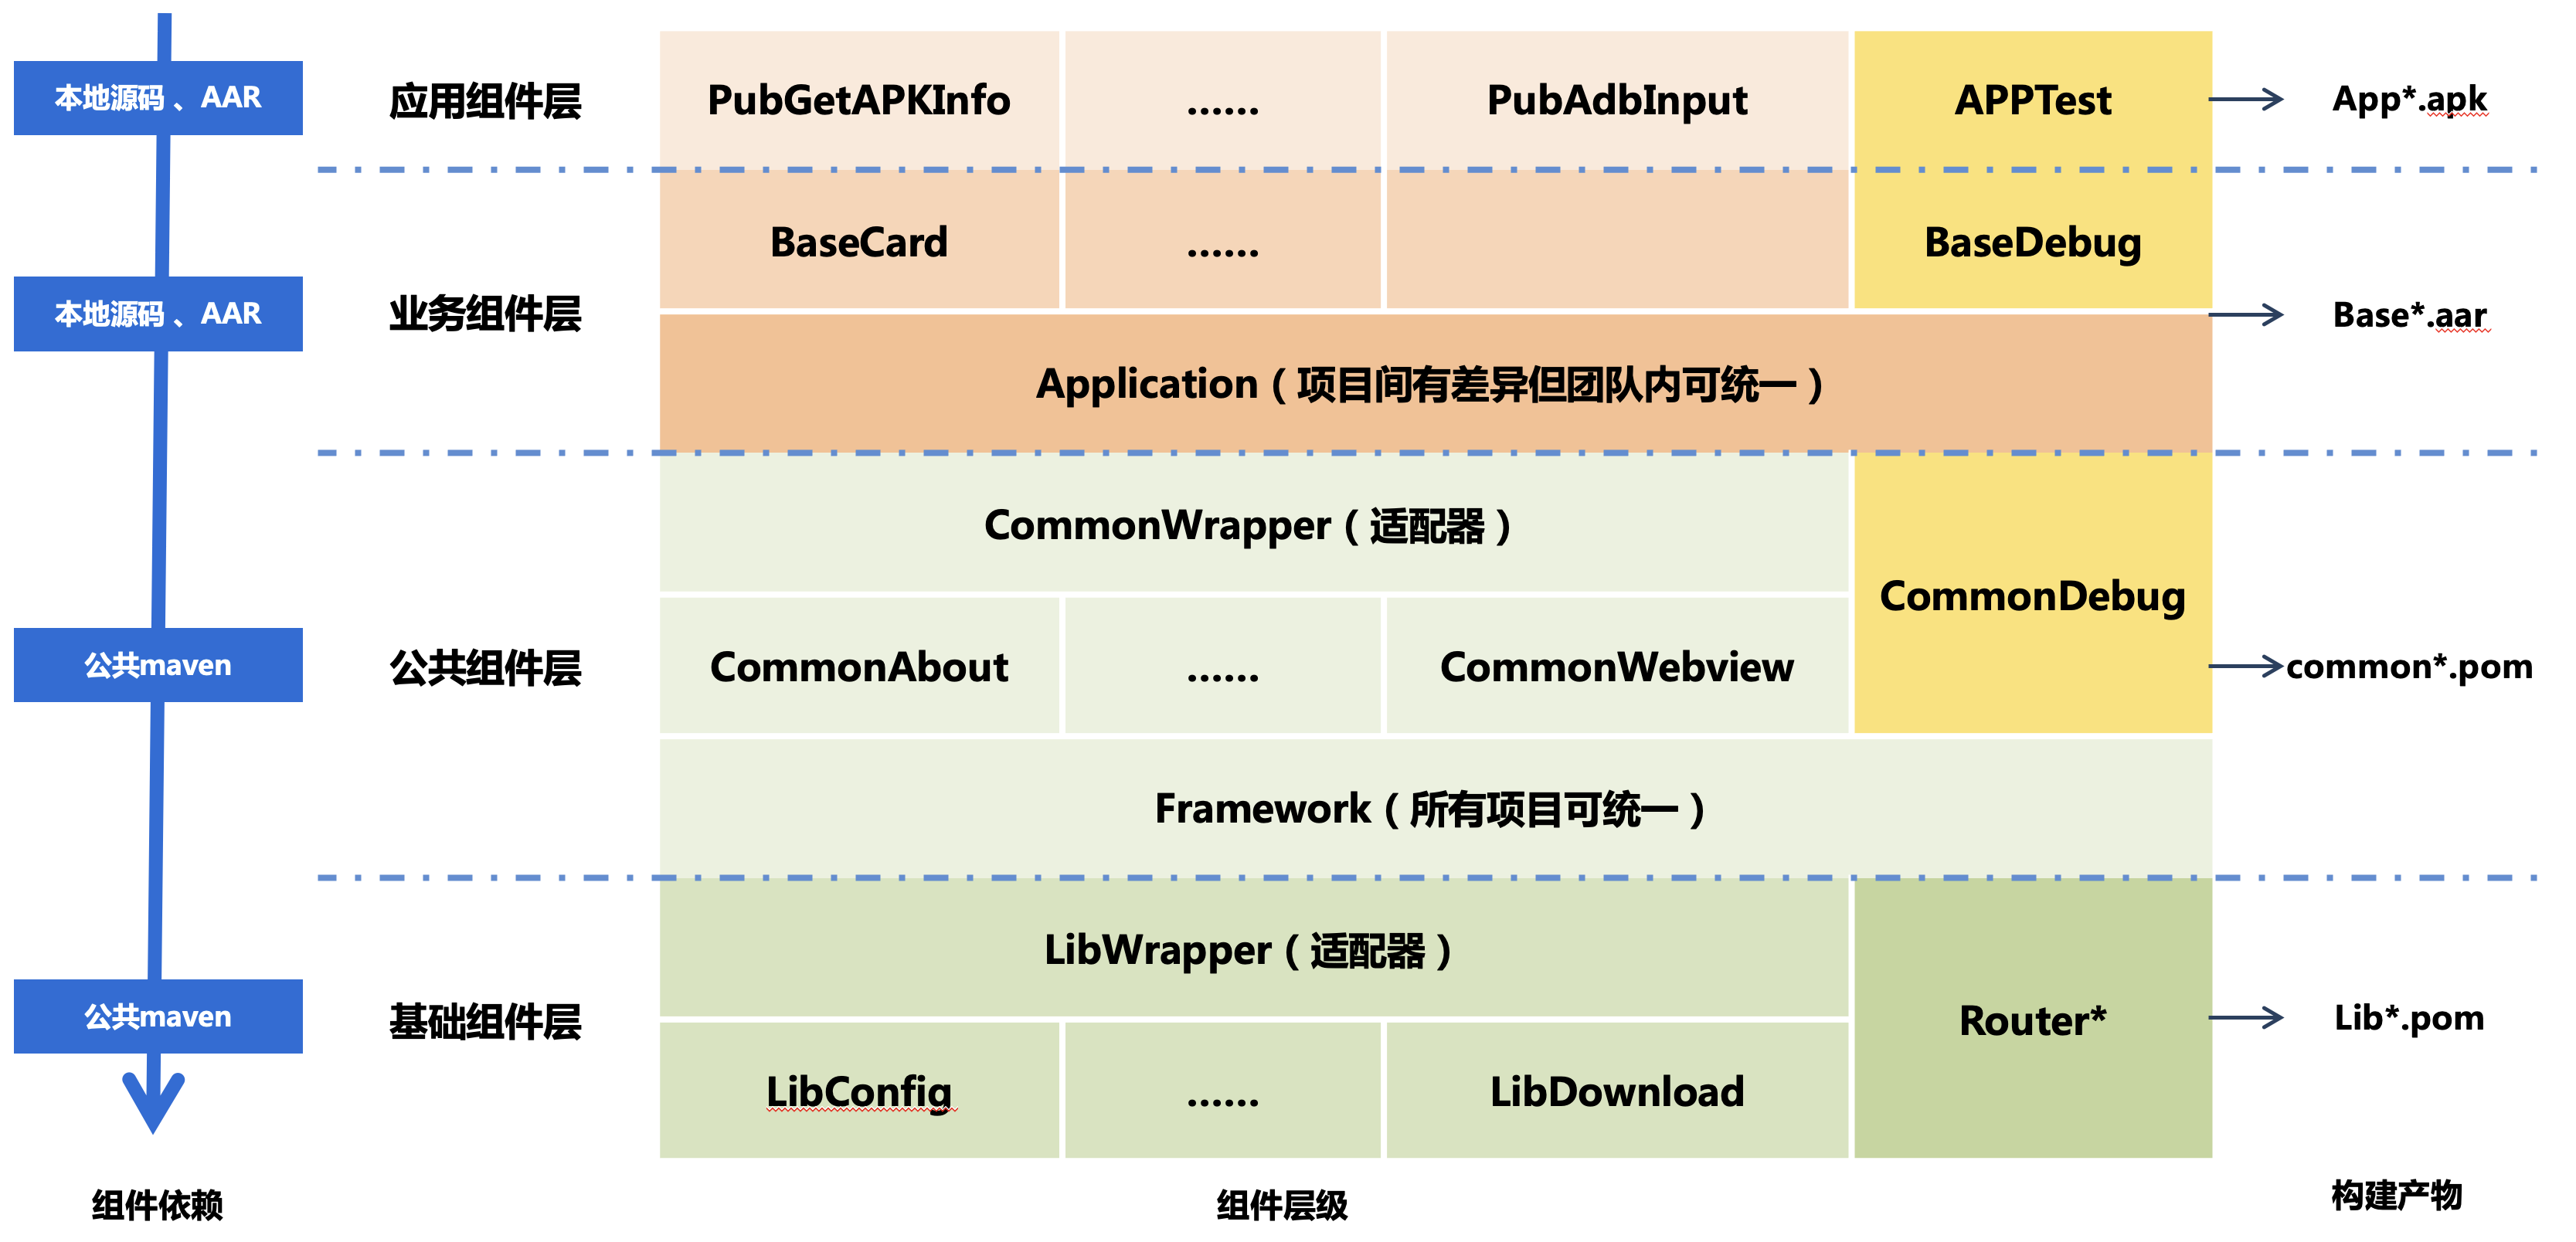 本地源码 、AAR
应用组件层
PubGetAPKInfo
......
PubAdbInput
APPTest
App*.apk
BaseCard
......
BaseDebug
本地源码 、AAR
业务组件层
Base*.aar
Application（项目间有差异但团队内可统一）
CommonWrapper（适配器）
CommonDebug
公共maven
公共组件层
CommonAbout
......
CommonWebview
common*.pom
Framework（所有项目可统一）
LibWrapper（适配器）
公共maven
基础组件层
Router*
Lib*.pom
LibConfig
......
LibDownload
组件依赖
组件层级
构建产物